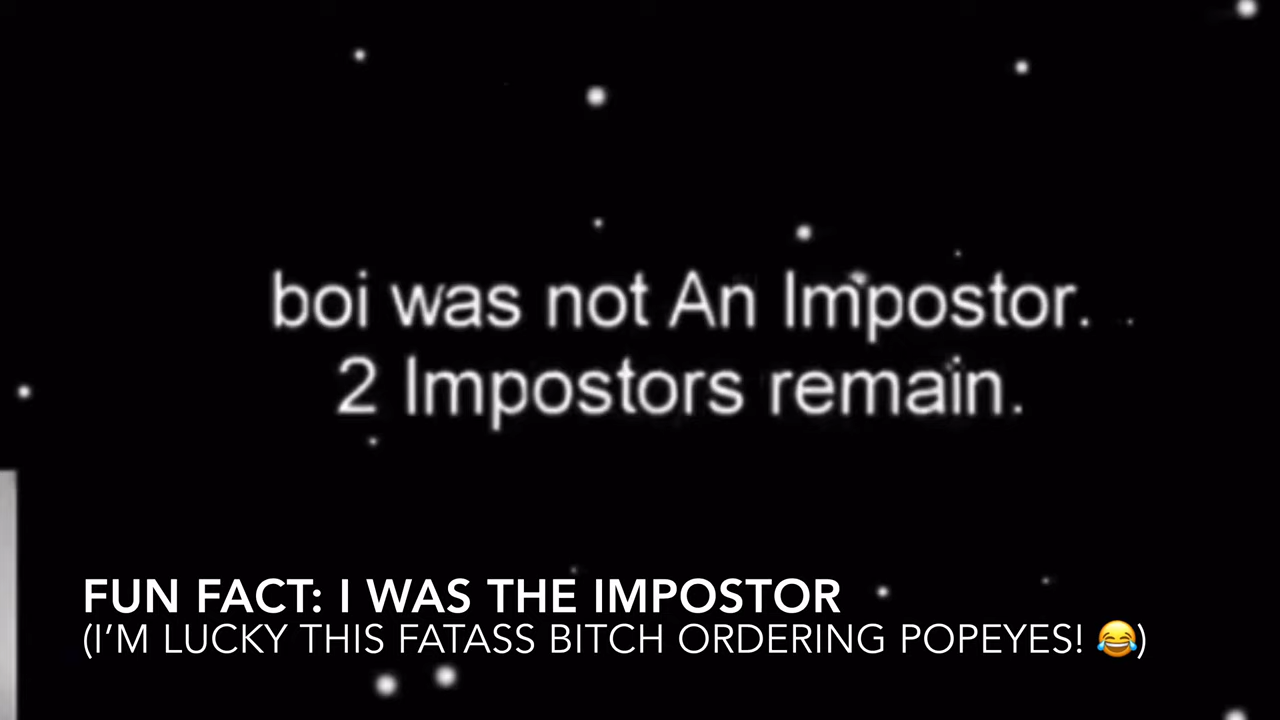 boi was not An Impostor.
2 Impostors remain.
FUN FACT: I WAS THE IMPOSTOR
(I’M LUCKY THIS FATASS BITCH ORDERING POPEYES! 😂)